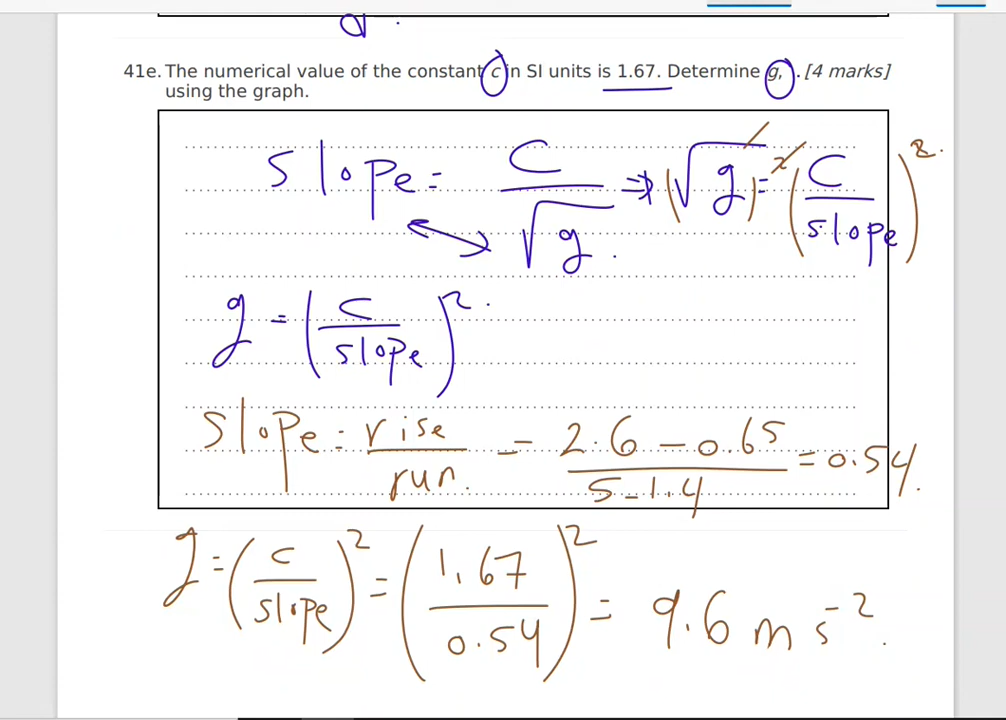 41e. The numerical value of the constant c in SI units is 1.67. Determine g, . [4 marks]
using the graph.
slope = c / √g ⇒ (√g)² = (c / slope)².
g = (c / slope)².
slope = rise / run. = 2.6 - 0.65 / 5 - 1.4 = 0.54.
g = (c / slope)² = (1.67 / 0.54)² = 9.6 m s⁻².